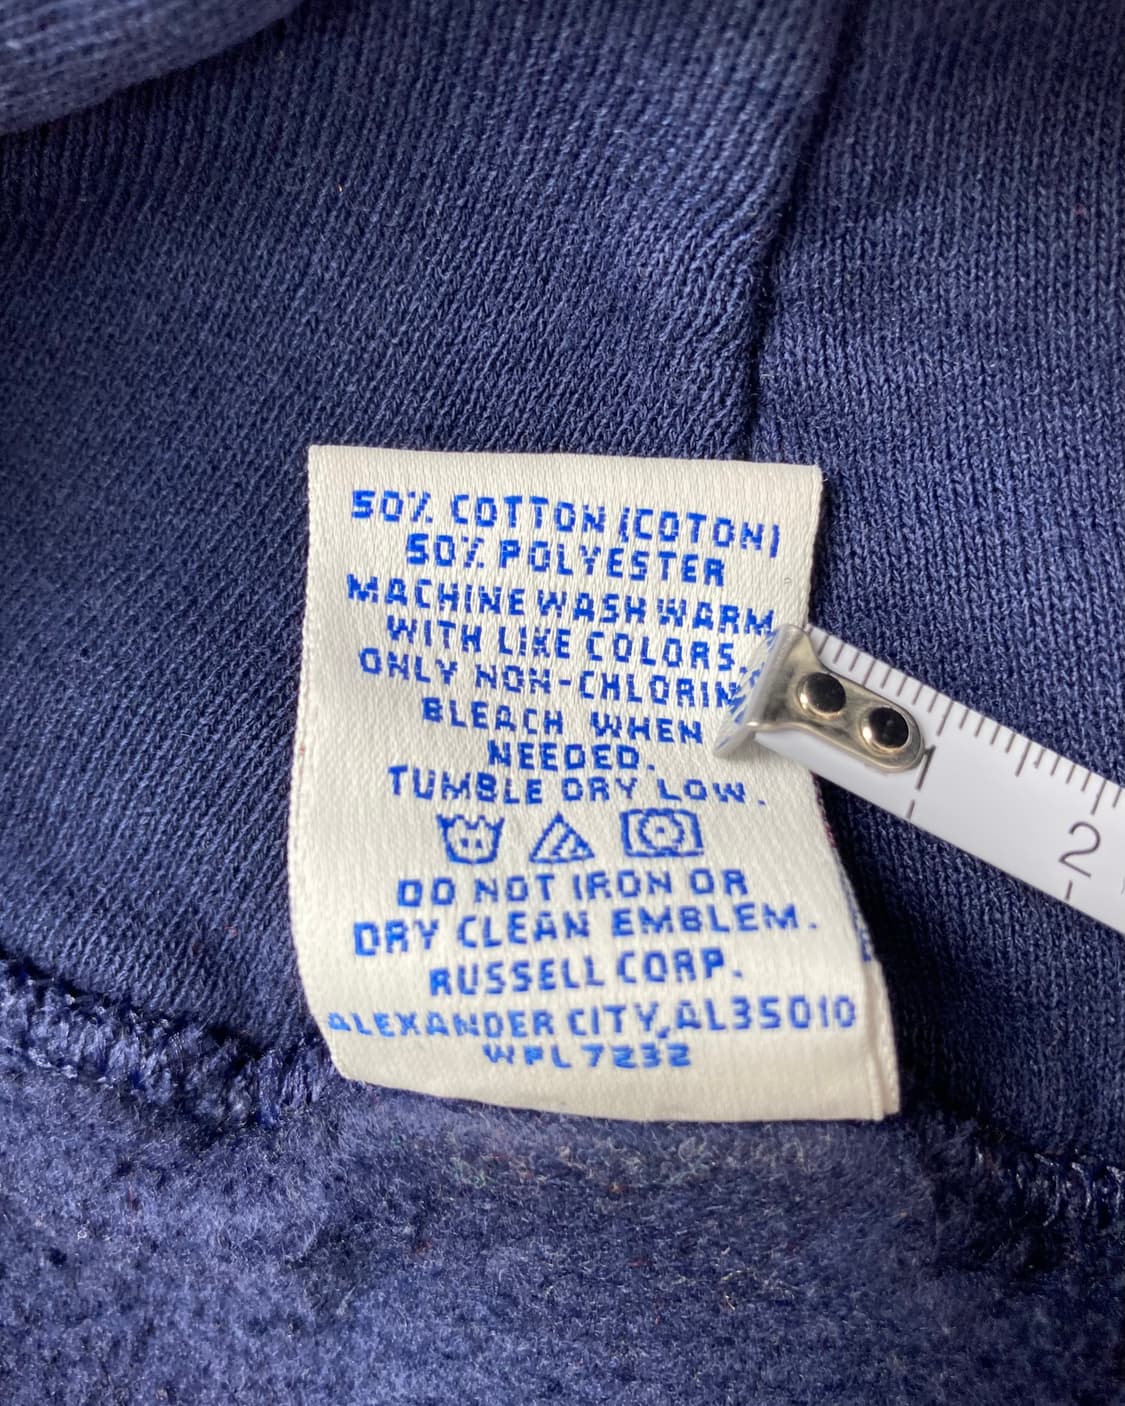 50% COTTON (COTON)
50% POLYESTER
MACHINE WASH WARM
WITH LIKE COLORS.
ONLY NON-CHLORINE
BLEACH WHEN
NEEDED.
TUMBLE DRY LOW.
DO NOT IRON OR
DRY CLEAN EMBLEM.
RUSSELL CORP.
ALEXANDER CITY, AL35010
WPL 7232
1
2